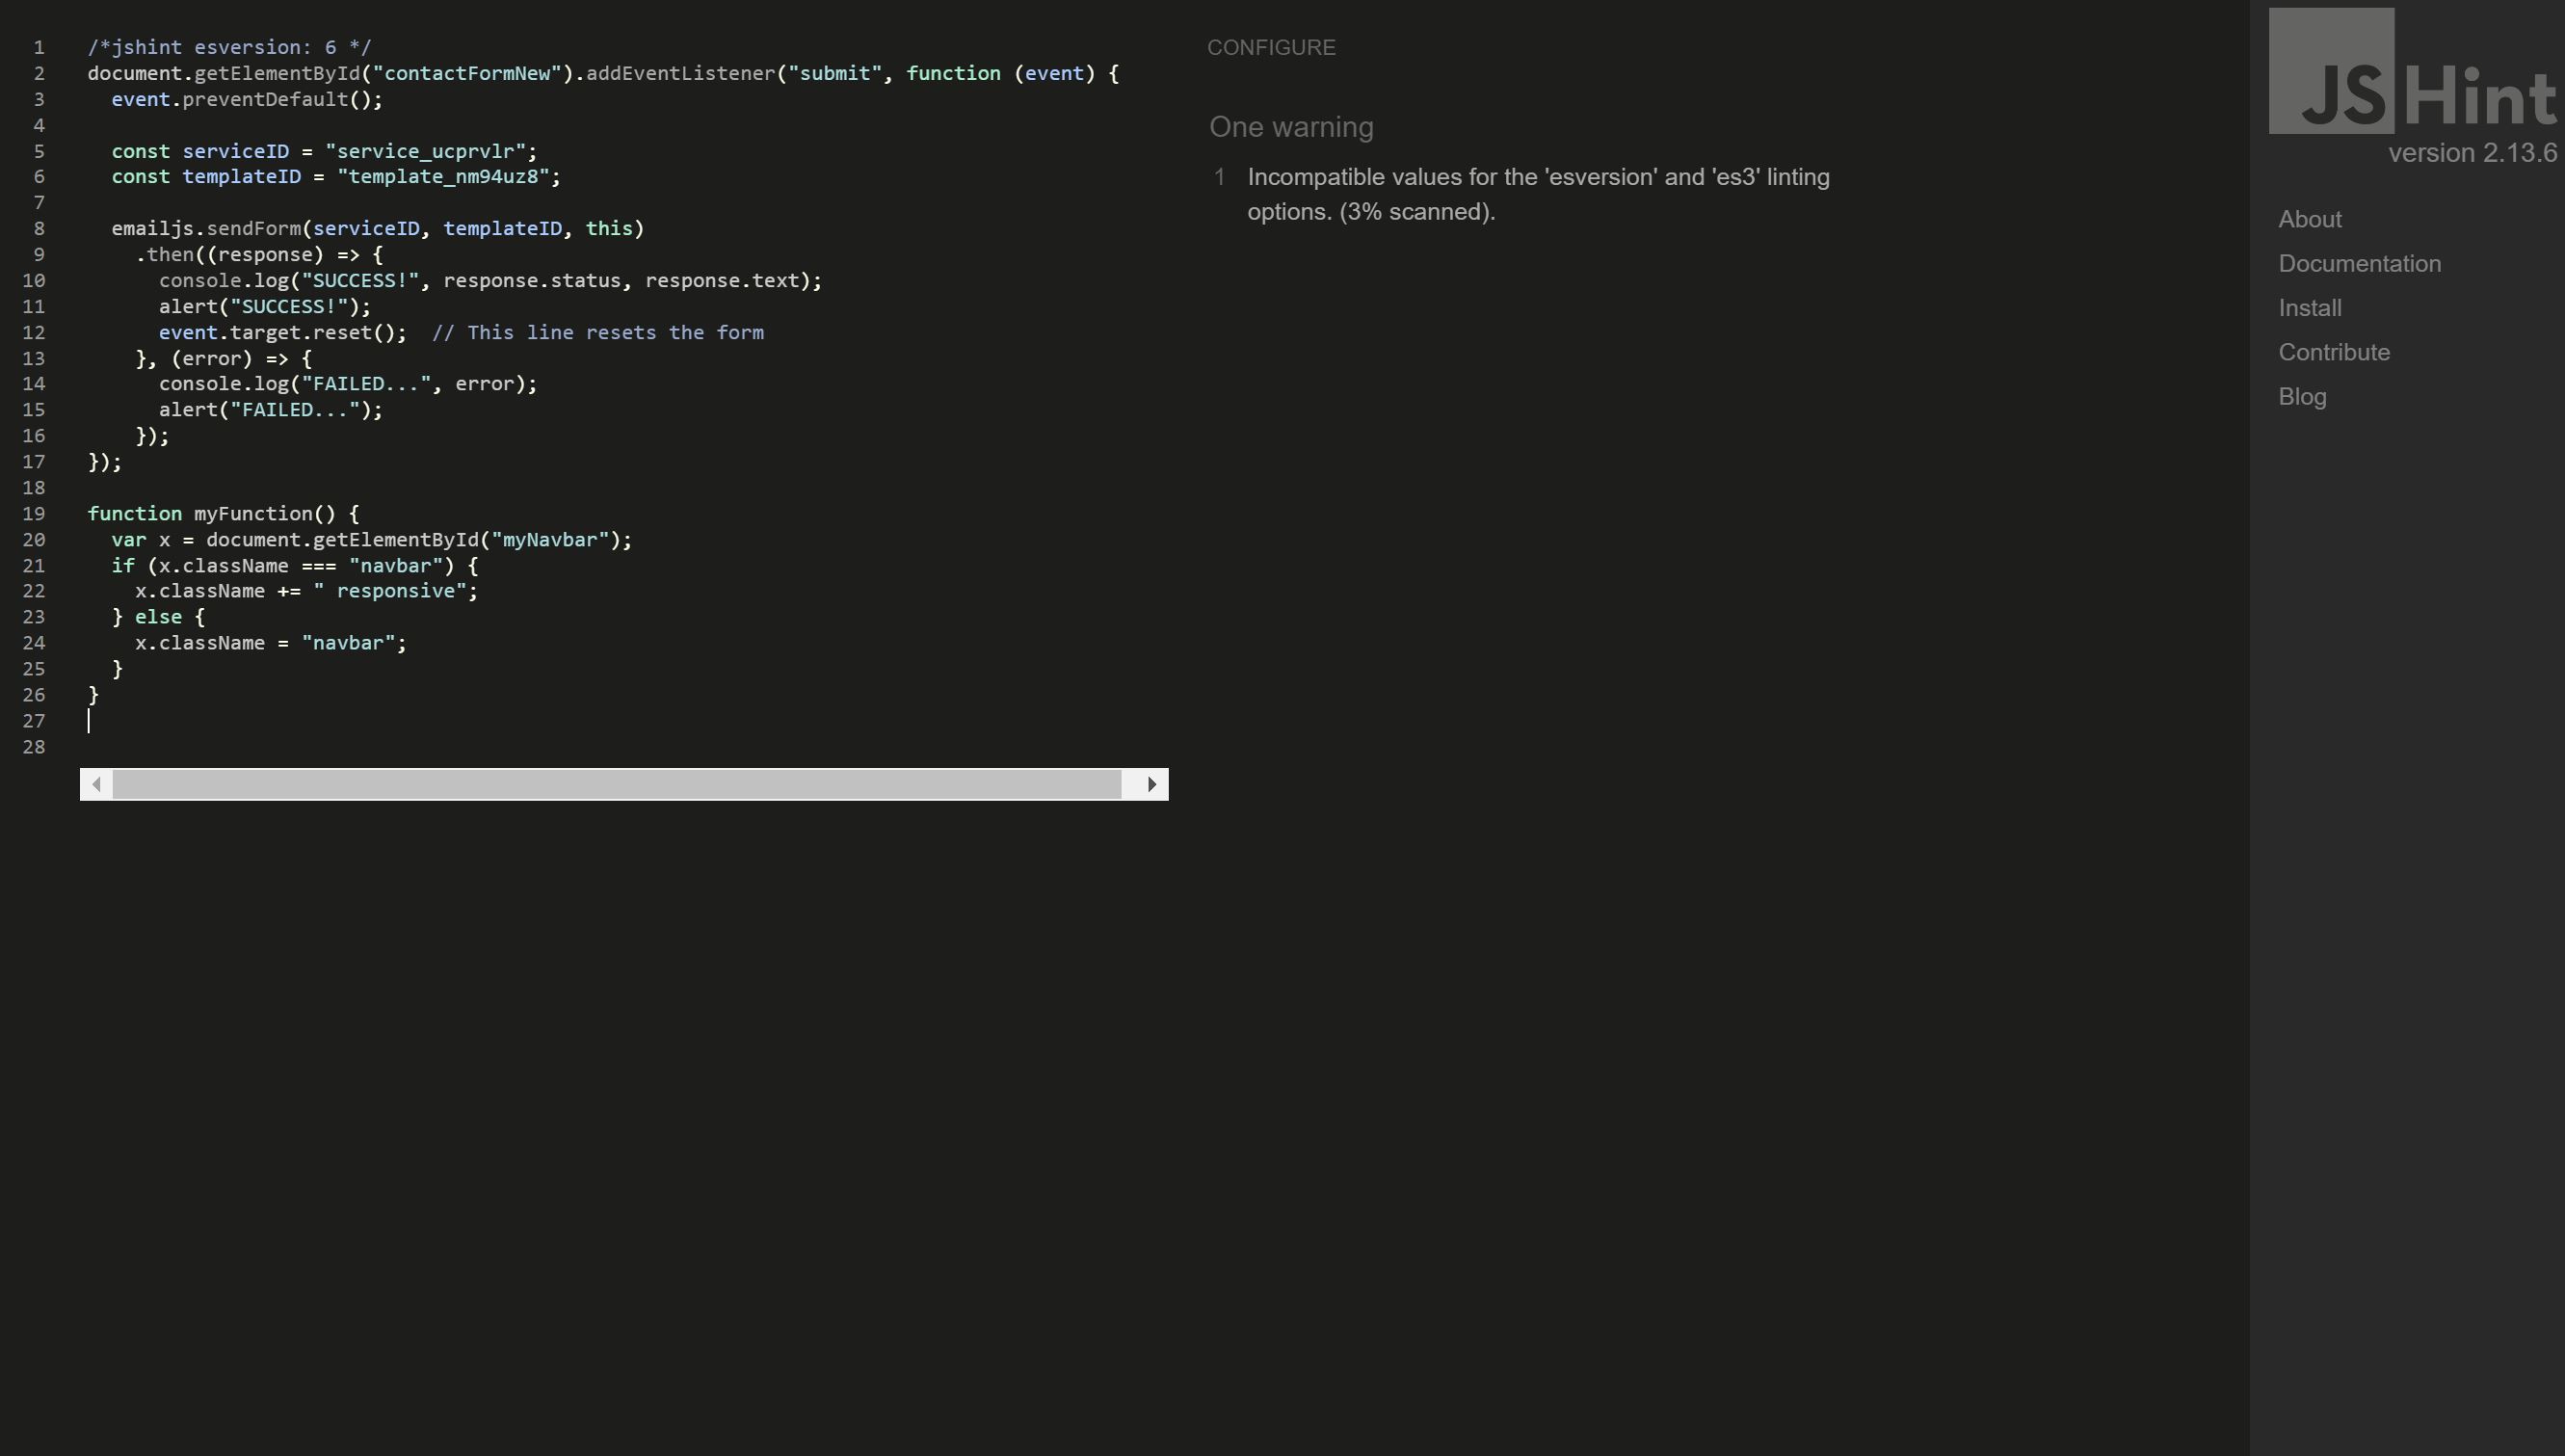 1 /*jshint esversion: 6 */
2 document.getElementById("contactFormNew").addEventListener("submit", function (event) {
3   event.preventDefault();
4
5   const serviceID = "service_ucprvlr";
6   const templateID = "template_nm94uz8";
7
8   emailjs.sendForm(serviceID, templateID, this)
9     .then((response) => {
10       console.log("SUCCESS!", response.status, response.text);
11       alert("SUCCESS!");
12       event.target.reset();  // This line resets the form
13     }, (error) => {
14       console.log("FAILED...", error);
15       alert("FAILED...");
16     });
17 });
18
19 function myFunction() {
20   var x = document.getElementById("myNavbar");
21   if (x.className === "navbar") {
22     x.className += " responsive";
23   } else {
24     x.className = "navbar";
25   }
26 }
27
28
CONFIGURE
One warning
1 Incompatible values for the 'esversion' and 'es3' linting
options. (3% scanned).
JSHint
version 2.13.6
About
Documentation
Install
Contribute
Blog